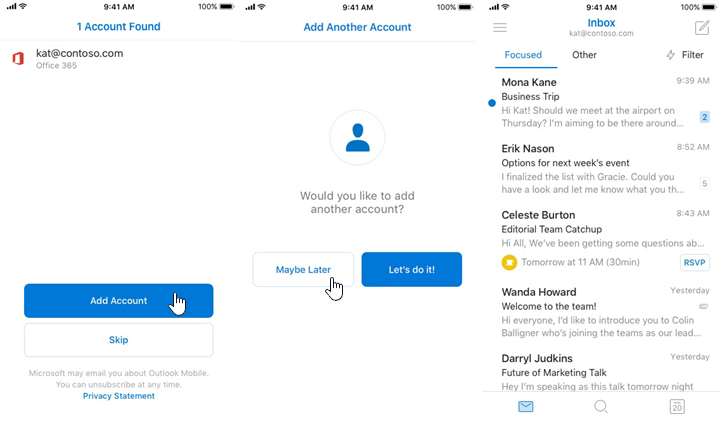 9:41 AM
100%
1 Account Found
kat@contoso.com
Office 365
Add Account
Skip
Microsoft may email you about Outlook Mobile.
You can unsubscribe at any time.
Privacy Statement
9:41 AM
100%
Add Another Account
Would you like to add
another account?
Maybe Later
Let's do it!
9:41 AM
100%
Inbox
kat@contoso.com
Focused
Other
Filter
Mona Kane
9:39 AM
Business Trip
Hi Kat! Should we meet at the airport on
Thursday? I'm aiming to be there around...
2
Erik Nason
8:52 AM
Options for next week's event
I finalized the list with Gracie. Could you
have a look and let me know what you th...
5
Celeste Burton
8:43 AM
Editorial Team Catchup
Hi All, We've been getting some questions ab...
Tomorrow at 11 AM (30min)
RSVP
Wanda Howard
Yesterday
Welcome to the team!
Hi everyone, I'd like to introduce you to Colin
Balligner who's joining the teams as our lead...
Darryl Judkins
Yesterday
Future of Marketing Talk
Hey I'm speaking as this talk tomorrow night
20